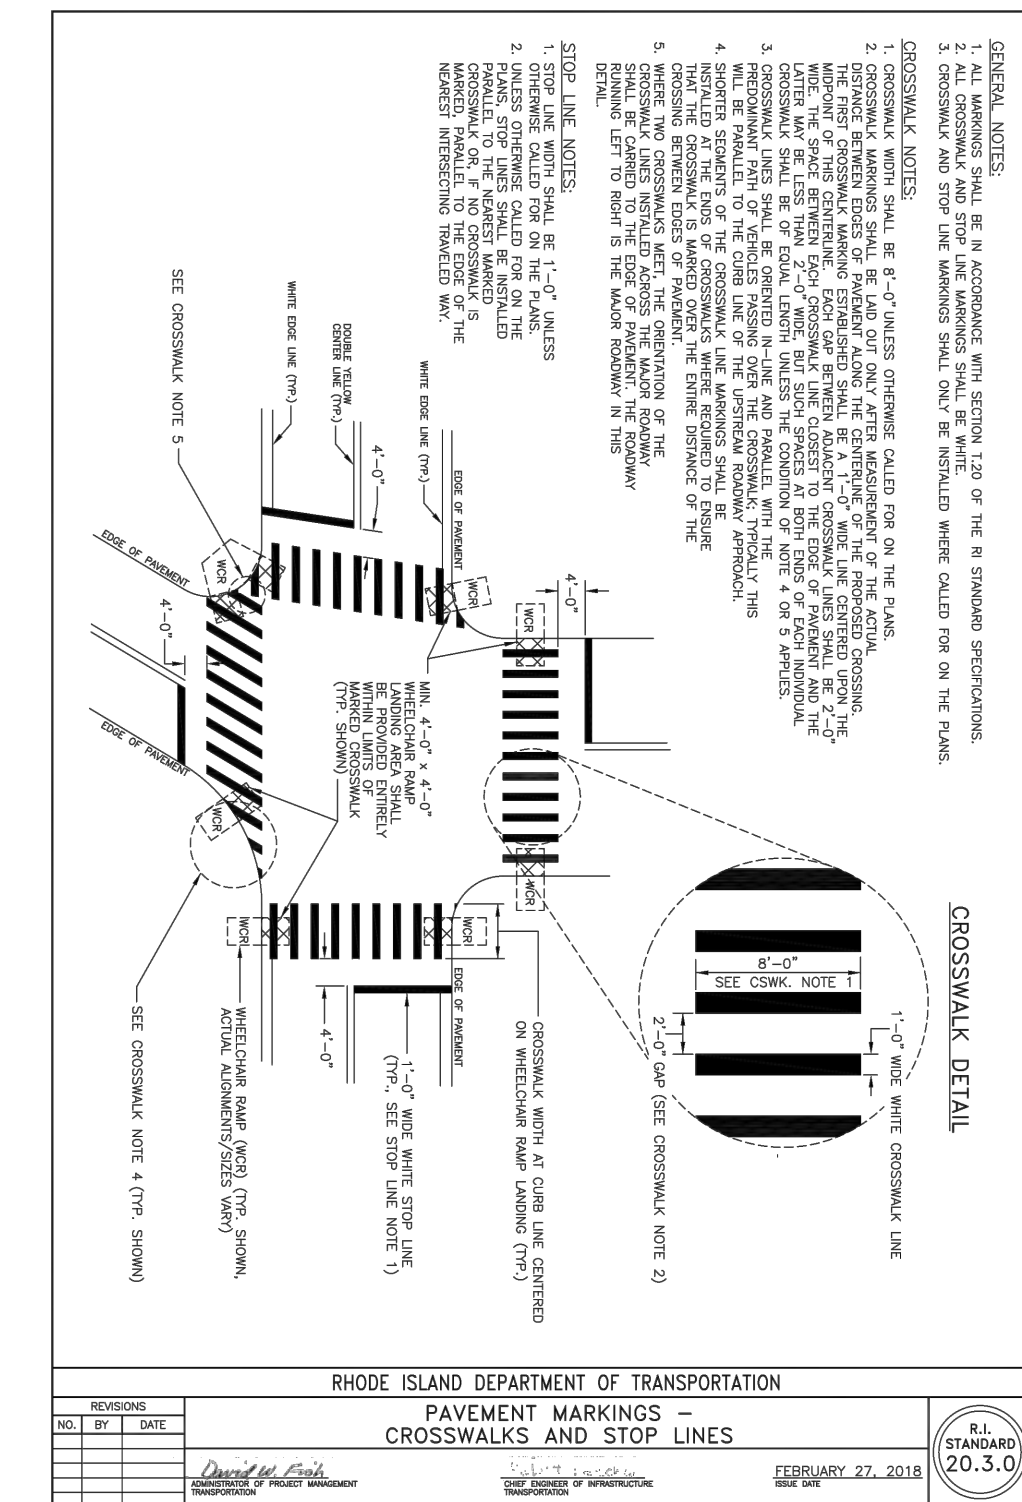 GENERAL NOTES:
1. ALL MARKINGS SHALL BE IN ACCORDANCE WITH SECTION T.20 OF THE RI STANDARD SPECIFICATIONS.
2. ALL CROSSWALK AND STOP LINE MARKINGS SHALL BE WHITE.
3. CROSSWALK AND STOP LINE MARKINGS SHALL ONLY BE INSTALLED WHERE CALLED FOR ON THE PLANS.
CROSSWALK NOTES:
1. CROSSWALK WIDTH SHALL BE 8'-0" UNLESS OTHERWISE CALLED FOR ON THE PLANS.
2. CROSSWALK MARKINGS SHALL BE LAID OUT ONLY AFTER MEASUREMENT OF THE ACTUAL
DISTANCE BETWEEN EDGES OF PAVEMENT ALONG THE CENTERLINE OF THE PROPOSED CROSSING.
THE FIRST CROSSWALK MARKING ESTABLISHED SHALL BE A 1'-0" WIDE LINE CENTERED UPON THE
MIDPOINT OF THIS CENTERLINE. EACH GAP BETWEEN ADJACENT CROSSWALK LINES SHALL BE 2'-0"
WIDE. THE SPACE BETWEEN EACH CROSSWALK LINE CLOSEST TO THE EDGE OF PAVEMENT AND THE
LATTER MAY BE LESS THAN 2'-0" WIDE, BUT SUCH SPACES AT BOTH ENDS OF EACH INDIVIDUAL
CROSSWALK SHALL BE OF EQUAL LENGTH UNLESS THE CONDITION OF NOTE 4 OR 5 APPLIES.
3. CROSSWALK LINES SHALL BE ORIENTED IN-LINE AND PARALLEL WITH THE
PREDOMINANT PATH OF VEHICLES PASSING OVER THE CROSSWALK; TYPICALLY THIS
WILL BE PARALLEL TO THE CURB LINE OF THE UPSTREAM ROADWAY APPROACH.
4. SHORTER SEGMENTS OF THE CROSSWALK LINE MARKINGS SHALL BE
INSTALLED AT THE ENDS OF CROSSWALKS WHERE REQUIRED TO ENSURE
THAT THE CROSSWALK IS MARKED OVER THE ENTIRE DISTANCE OF THE
CROSSING BETWEEN EDGES OF PAVEMENT.
5. WHERE TWO CROSSWALKS MEET, THE ORIENTATION OF THE
CROSSWALK LINES INSTALLED ACROSS THE MAJOR ROADWAY
SHALL BE CARRIED TO THE EDGE OF PAVEMENT. THE ROADWAY
RUNNING LEFT TO RIGHT IS THE MAJOR ROADWAY IN THIS
DETAIL.
STOP LINE NOTES:
1. STOP LINE WIDTH SHALL BE 1'-0" UNLESS
OTHERWISE CALLED FOR ON THE PLANS.
2. UNLESS OTHERWISE CALLED FOR ON THE
PLANS, STOP LINES SHALL BE INSTALLED
PARALLEL TO THE NEAREST MARKED
CROSSWALK OR, IF NO CROSSWALK IS
MARKED, PARALLEL TO THE EDGE OF THE
NEAREST INTERSECTING TRAVELED WAY.
CROSSWALK DETAIL
1'-0" WIDE WHITE CROSSWALK LINE
8'-0"
SEE CSWK. NOTE 1
2'-0" GAP (SEE CROSSWALK NOTE 2)
4'-0"
WCR
WCR
CROSSWALK WIDTH AT CURB LINE CENTERED
ON WHEELCHAIR RAMP LANDING (TYP.)
WHITE EDGE LINE (TYP.)
EDGE OF PAVEMENT
WCR
WCR
EDGE OF PAVEMENT
DOUBLE YELLOW
CENTER LINE (TYP.)
4'-0"
MIN. 4'-0" x 4'-0"
WHEELCHAIR RAMP
LANDING AREA SHALL
BE PROVIDED ENTIRELY
WITHIN LIMITS OF
MARKED CROSSWALK
(TYP. SHOWN)
1'-0" WIDE WHITE STOP LINE
(TYP., SEE STOP LINE NOTE 1)
4'-0"
WHITE EDGE LINE (TYP.)
WCR
WCR
WCR
WHEELCHAIR RAMP (WCR) (TYP. SHOWN,
ACTUAL ALIGNMENTS/SIZES VARY)
SEE CROSSWALK NOTE 5
4'-0"
EDGE OF PAVEMENT
EDGE OF PAVEMENT
SEE CROSSWALK NOTE 4 (TYP. SHOWN)
RHODE ISLAND DEPARTMENT OF TRANSPORTATION
REVISIONS
NO. BY DATE
PAVEMENT MARKINGS –
CROSSWALKS AND STOP LINES
David W. Fish
ADMINISTRATOR OF PROJECT MANAGEMENT
TRANSPORTATION
CHIEF ENGINEER OF INFRASTRUCTURE
TRANSPORTATION
FEBRUARY 27, 2018
ISSUE DATE
R.I.
STANDARD
20.3.0